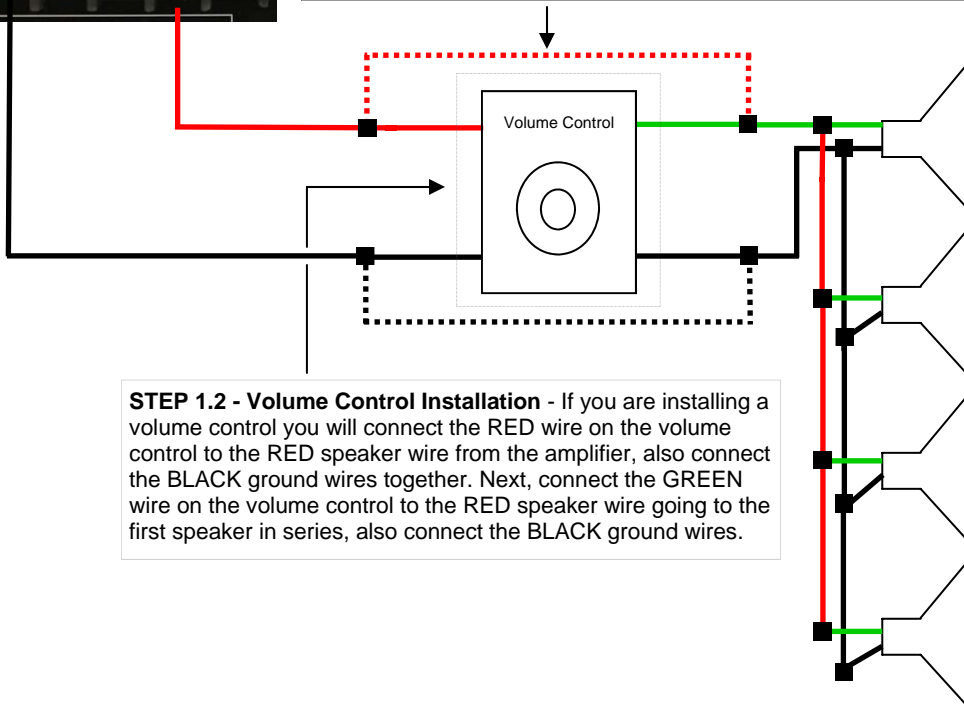 Volume Control
STEP 1.2 - Volume Control Installation - If you are installing a
volume control you will connect the RED wire on the volume
control to the RED speaker wire from the amplifier, also connect
the BLACK ground wires together. Next, connect the GREEN
wire on the volume control to the RED speaker wire going to the
first speaker in series, also connect the BLACK ground wires.